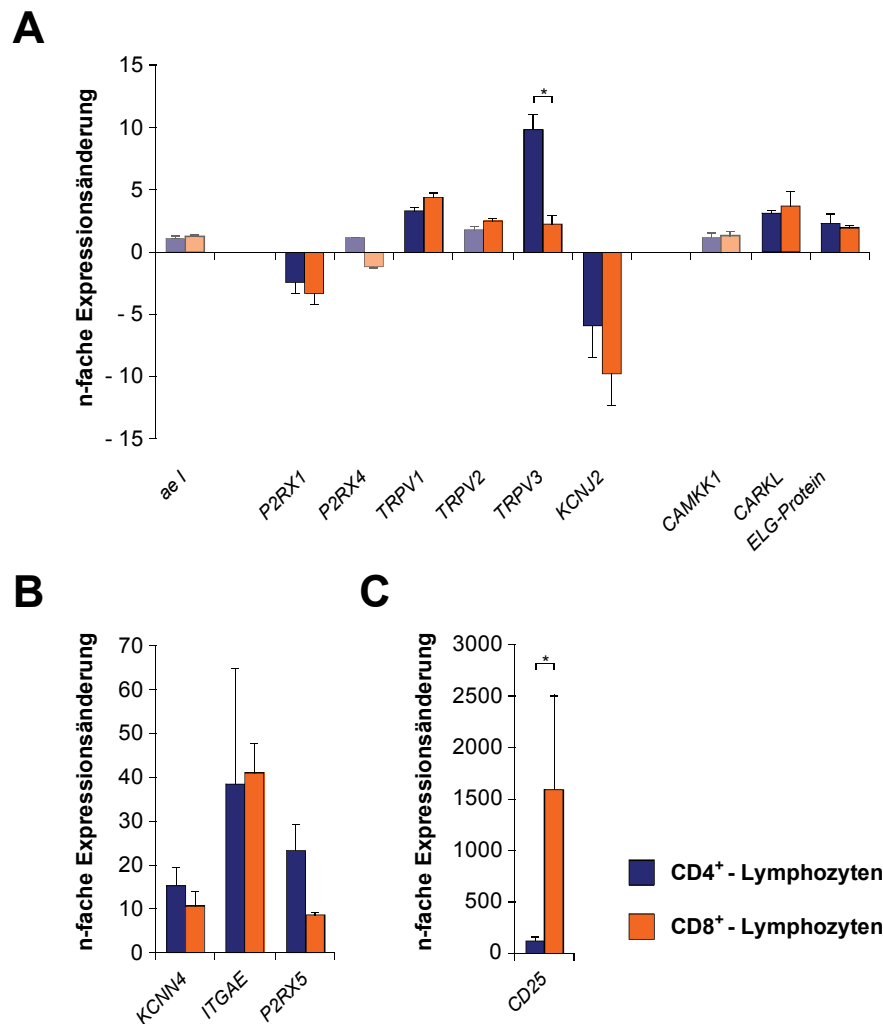 A
n-fache Expressionsänderung
15
10
5
0
- 5
- 10
- 15
*
ae I
P2RX1
P2RX4
TRPV1
TRPV2
TRPV3
KCNJ2
CAMKK1
CARKL
ELG-Protein
B
n-fache Expressionsänderung
70
60
50
40
30
20
10
0
KCNN4
ITGAE
P2RX5
C
n-fache Expressionsänderung
3000
2500
2000
1500
1000
500
0
*
CD25
CD4+ - Lymphozyten
CD8+ - Lymphozyten